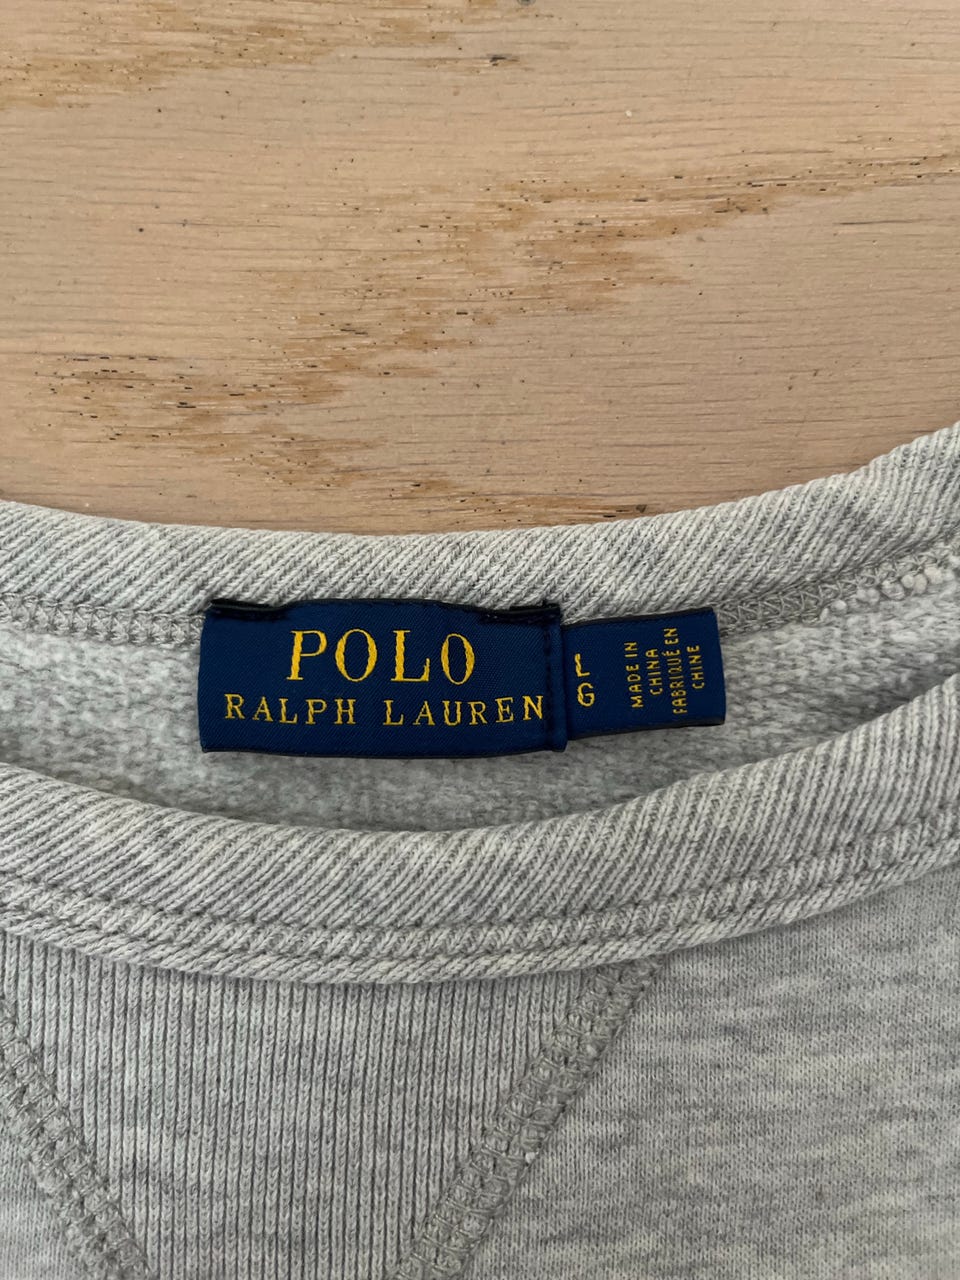 POLO
RALPH LAUREN
L
G
MADE IN
CHINA
FABRIQUÉ EN
CHINE